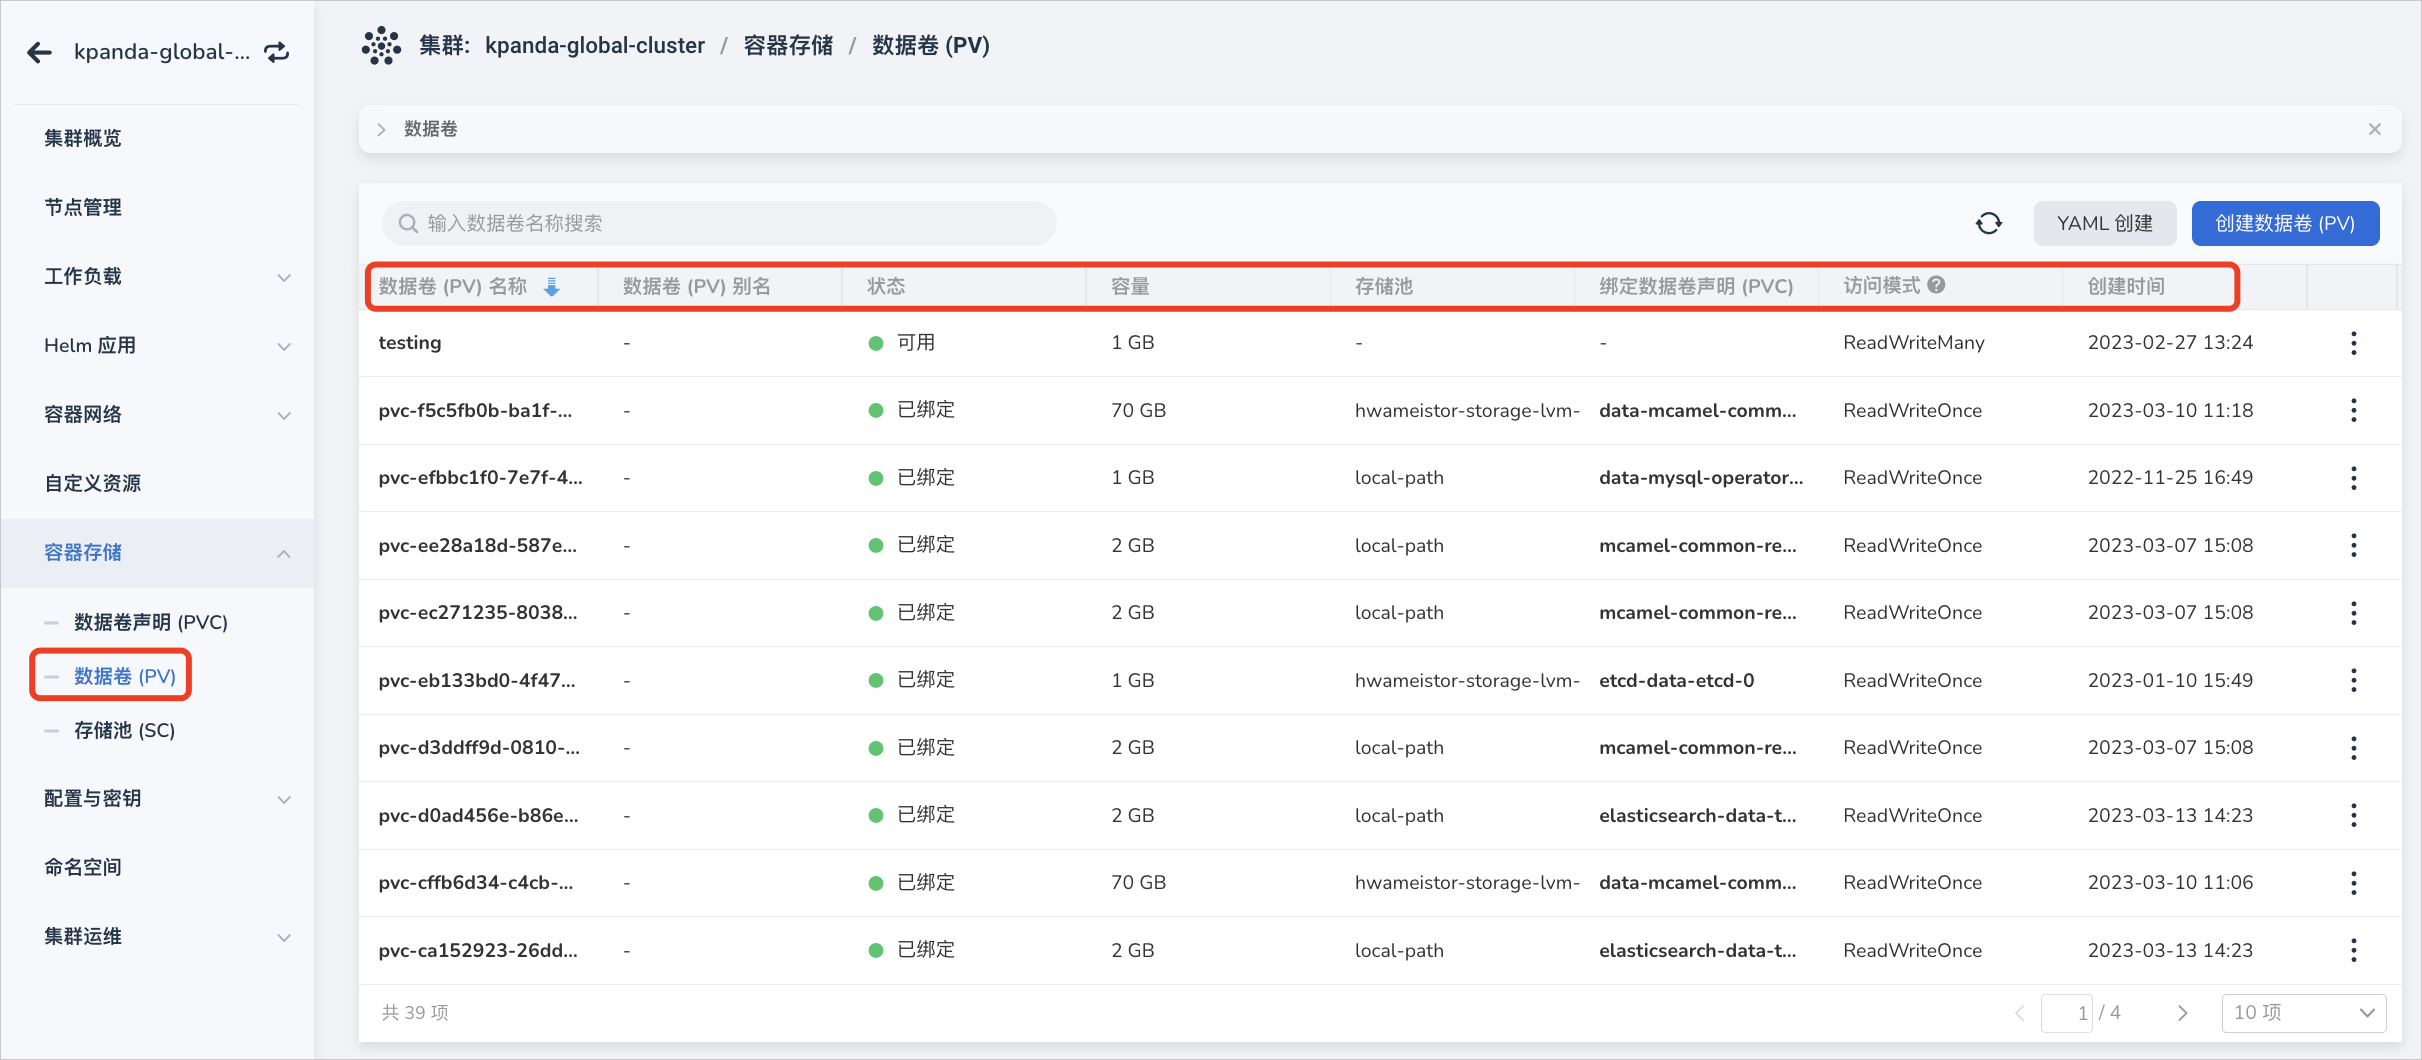 kpanda-global-...
集群概览
节点管理
工作负载
Helm 应用
容器网络
自定义资源
容器存储
数据卷声明 (PVC)
数据卷 (PV)
存储池 (SC)
配置与密钥
命名空间
集群运维
集群: kpanda-global-cluster / 容器存储 / 数据卷 (PV)
数据卷
输入数据卷名称搜索 YAML 创建 创建数据卷 (PV)
数据卷 (PV) 名称 数据卷 (PV) 别名 状态 容量 存储池 绑定数据卷声明 (PVC) 访问模式 创建时间
testing - 可用 1 GB - - ReadWriteMany 2023-02-27 13:24
pvc-f5c5fb0b-ba1f-... - 已绑定 70 GB hwameistor-storage-lvm- data-mcamel-comm... ReadWriteOnce 2023-03-10 11:18
pvc-efbbc1f0-7e7f-4... - 已绑定 1 GB local-path data-mysql-operator... ReadWriteOnce 2022-11-25 16:49
pvc-ee28a18d-587e... - 已绑定 2 GB local-path mcamel-common-re... ReadWriteOnce 2023-03-07 15:08
pvc-ec271235-8038... - 已绑定 2 GB local-path mcamel-common-re... ReadWriteOnce 2023-03-07 15:08
pvc-eb133bd0-4f47... - 已绑定 1 GB hwameistor-storage-lvm- etcd-data-etcd-0 ReadWriteOnce 2023-01-10 15:49
pvc-d3ddff9d-0810-... - 已绑定 2 GB local-path mcamel-common-re... ReadWriteOnce 2023-03-07 15:08
pvc-d0ad456e-b86e... - 已绑定 2 GB local-path elasticsearch-data-t... ReadWriteOnce 2023-03-13 14:23
pvc-cffb6d34-c4cb-... - 已绑定 70 GB hwameistor-storage-lvm- data-mcamel-comm... ReadWriteOnce 2023-03-10 11:06
pvc-ca152923-26dd... - 已绑定 2 GB local-path elasticsearch-data-t... ReadWriteOnce 2023-03-13 14:23
共 39 项 1 / 4 10 项